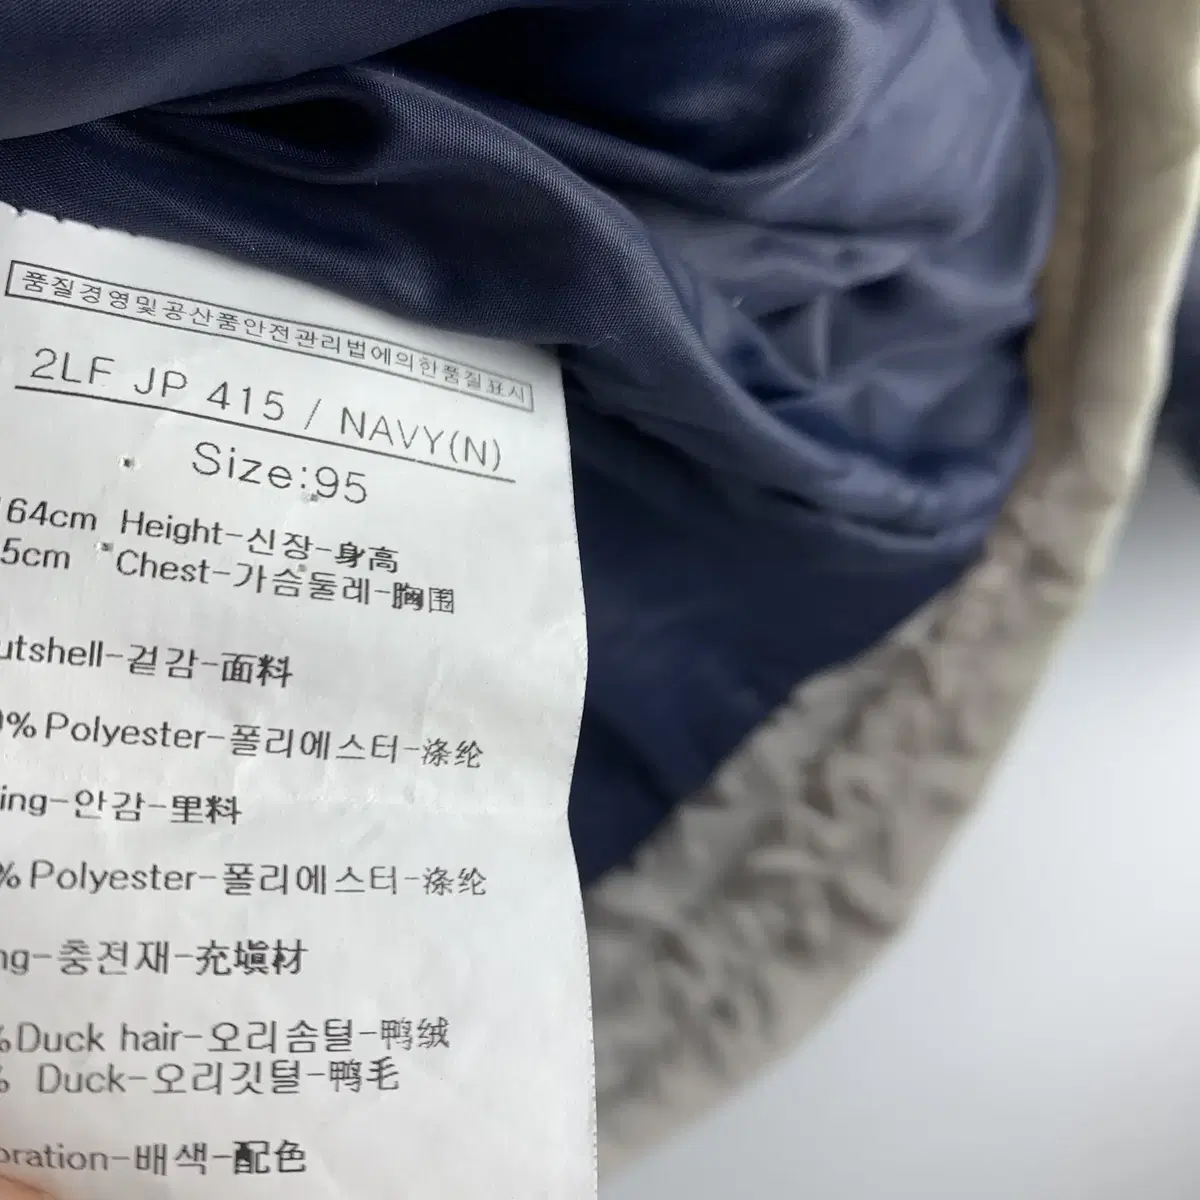 품질경영및공산품안전관리법에의한품질표시
2LF JP 415 / NAVY(N)
Size:95
64cm Height-신장-身高
5cm Chest-가슴둘레-胸围
utshell-겉감-面料
% Polyester-폴리에스터-涤纶
ing-안감-里料
% Polyester-폴리에스터-涤纶
ng-충전재-充塡材
%Duck hair-오리솜털-鸭绒
% Duck-오리깃털-鸭毛
oration-배색-配色